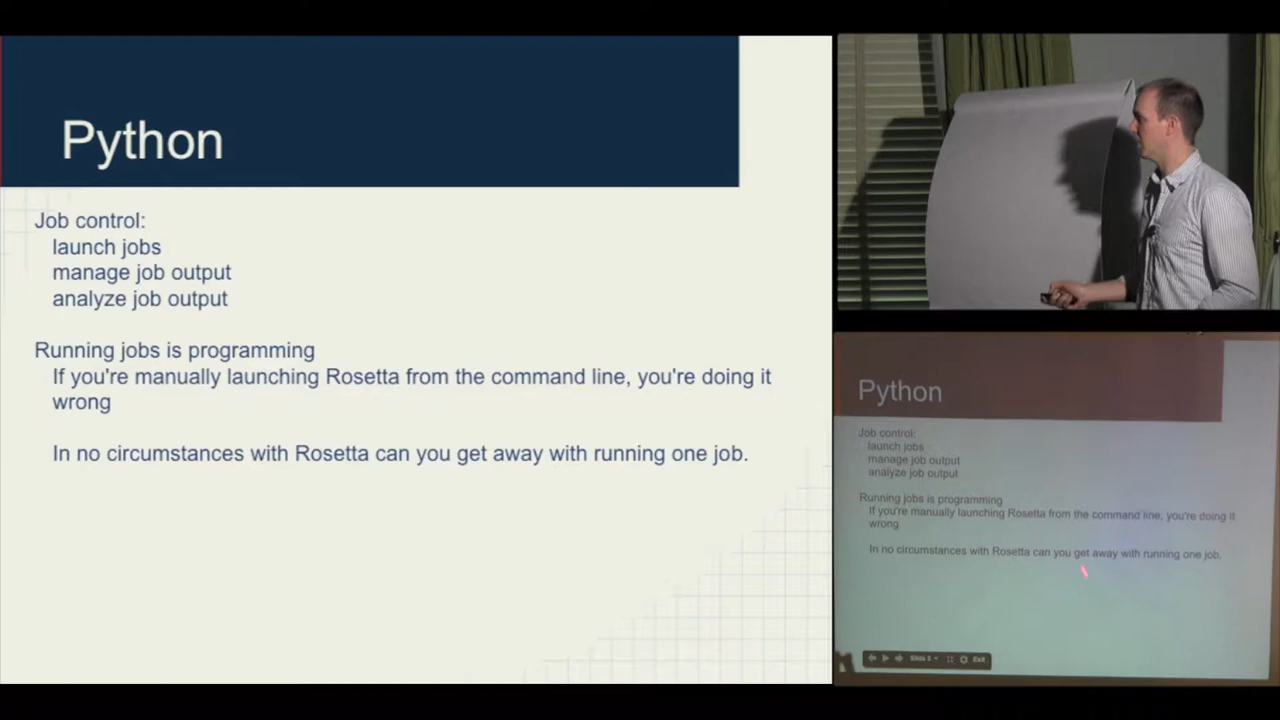 Python
Job control:
launch jobs
manage job output
analyze job output
Running jobs is programming
If you're manually launching Rosetta from the command line, you're doing it
wrong
In no circumstances with Rosetta can you get away with running one job.
Python
Job control:
launch jobs
manage job output
analyze job output
Running jobs is programming
If you're manually launching Rosetta from the command line, you're doing it
wrong
In no circumstances with Rosetta can you get away with running one job.
Exit